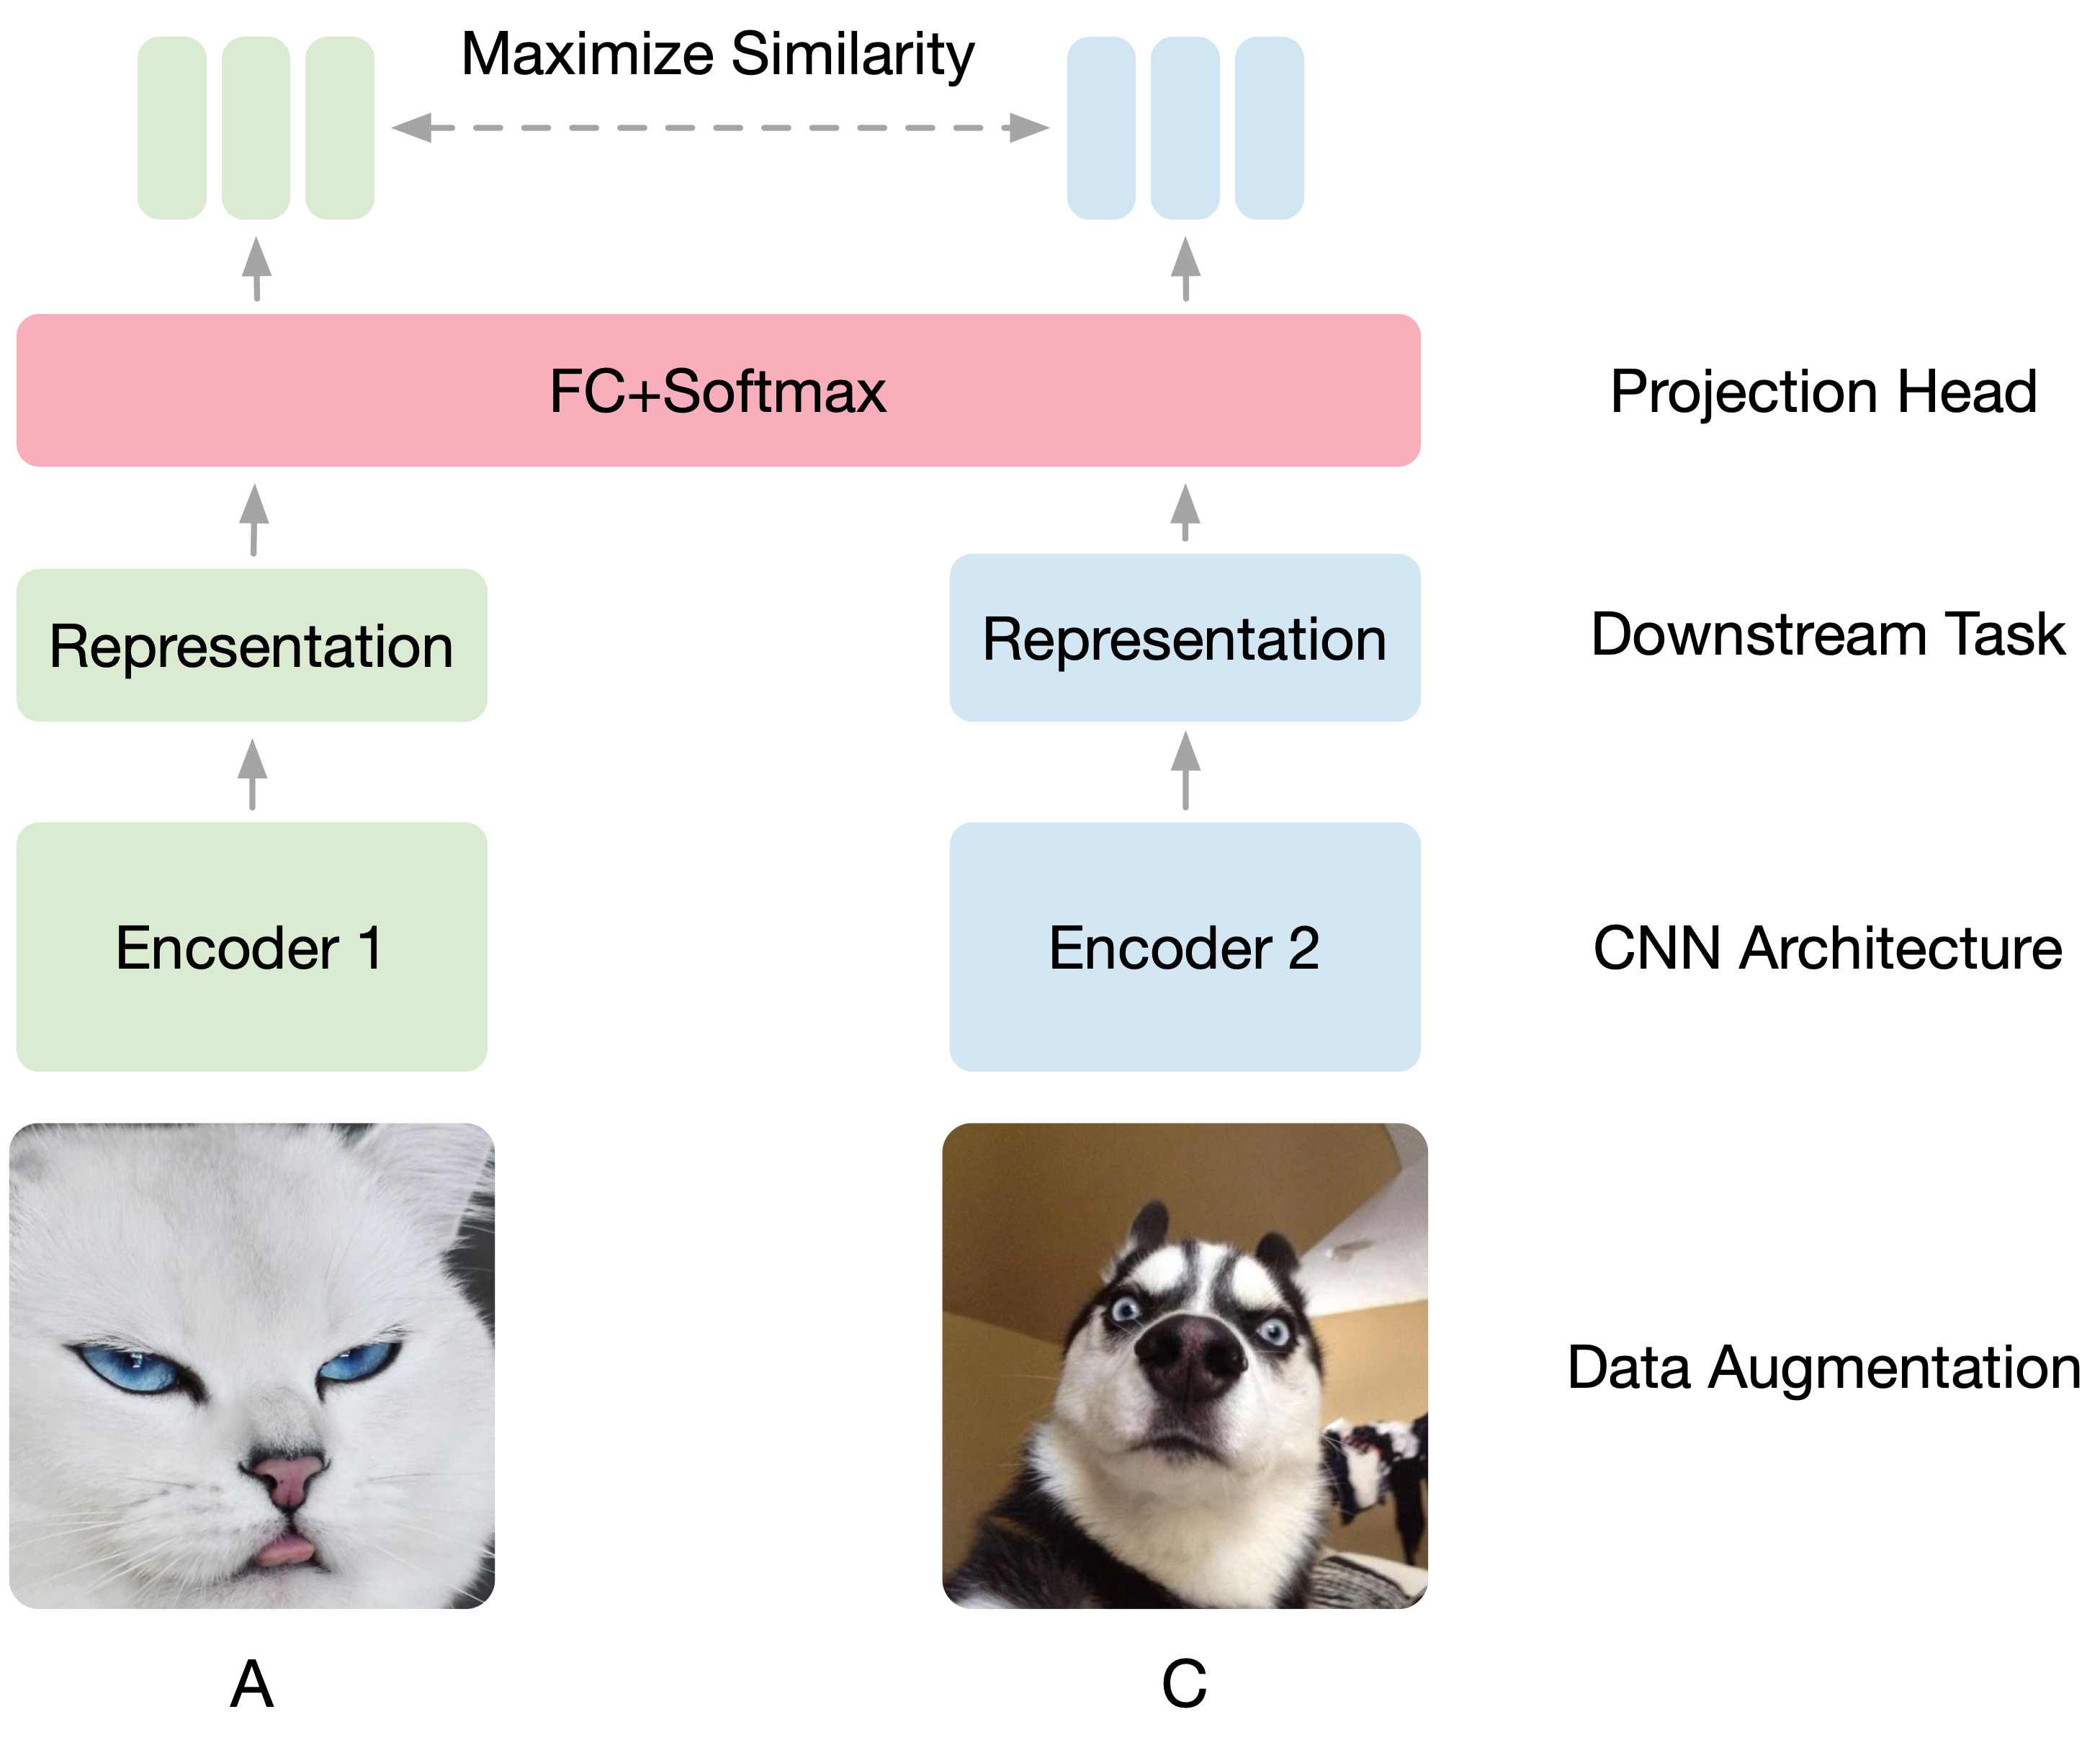 Maximize Similarity
FC+Softmax
Projection Head
Representation
Representation
Downstream Task
Encoder 1
Encoder 2
CNN Architecture
Data Augmentation
A
C